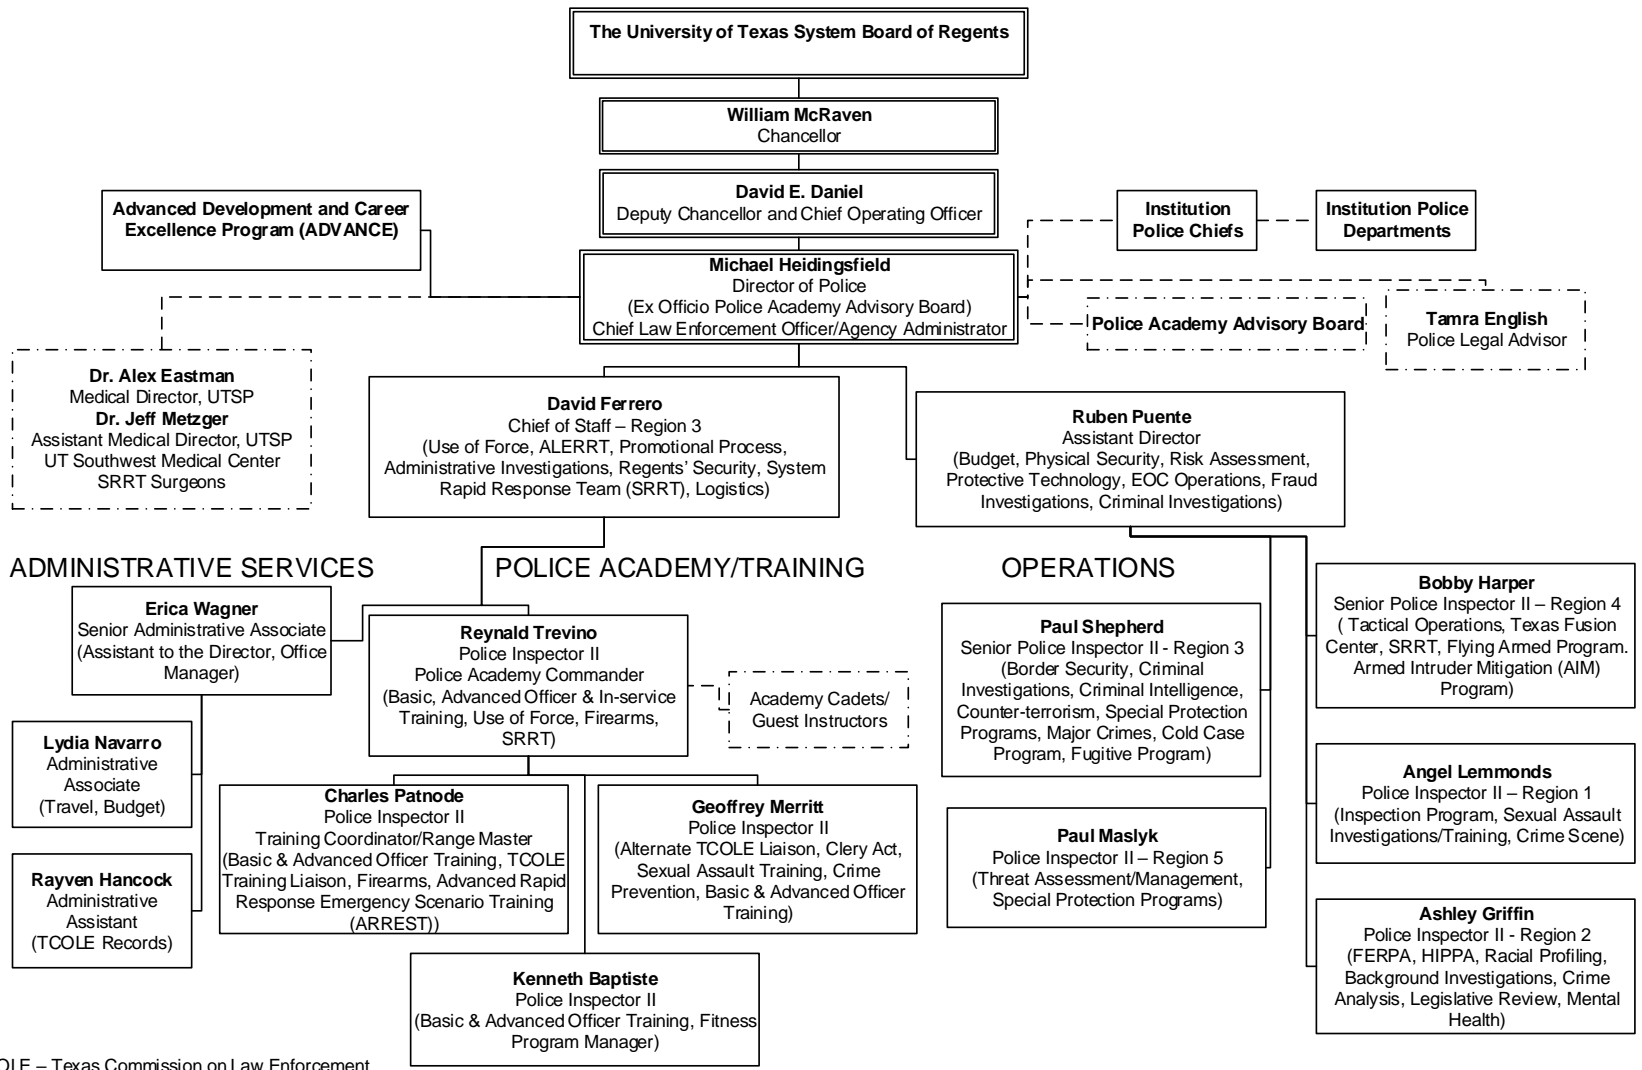 The University of Texas System Board of Regents
William McRaven
Chancellor
David E. Daniel
Deputy Chancellor and Chief Operating Officer
Advanced Development and Career
Excellence Program (ADVANCE)
Institution
Police Chiefs
Institution Police
Departments
Michael Heidingsfield
Director of Police
(Ex Officio Police Academy Advisory Board)
Chief Law Enforcement Officer/Agency Administrator
Police Academy Advisory Board
Tamra English
Police Legal Advisor
Dr. Alex Eastman
Medical Director, UTSP
Dr. Jeff Metzger
Assistant Medical Director, UTSP
UT Southwest Medical Center
SRRT Surgeons
David Ferrero
Chief of Staff – Region 3
(Use of Force, ALERRT, Promotional Process,
Administrative Investigations, Regents' Security, System
Rapid Response Team (SRRT), Logistics)
Ruben Puente
Assistant Director
(Budget, Physical Security, Risk Assessment,
Protective Technology, EOC Operations, Fraud
Investigations, Criminal Investigations)
ADMINISTRATIVE SERVICES
POLICE ACADEMY/TRAINING
OPERATIONS
Erica Wagner
Senior Administrative Associate
(Assistant to the Director, Office
Manager)
Reynald Trevino
Police Inspector II
Police Academy Commander
(Basic, Advanced Officer & In-service
Training, Use of Force, Firearms,
SRRT)
Academy Cadets/
Guest Instructors
Paul Shepherd
Senior Police Inspector II - Region 3
(Border Security, Criminal
Investigations, Criminal Intelligence,
Counter-terrorism, Special Protection
Programs, Major Crimes, Cold Case
Program, Fugitive Program)
Bobby Harper
Senior Police Inspector II – Region 4
( Tactical Operations, Texas Fusion
Center, SRRT, Flying Armed Program.
Armed Intruder Mitigation (AIM)
Program)
Lydia Navarro
Administrative
Associate
(Travel, Budget)
Charles Patnode
Police Inspector II
Training Coordinator/Range Master
(Basic & Advanced Officer Training, TCOLE
Training Liaison, Firearms, Advanced Rapid
Response Emergency Scenario Training
(ARREST))
Geoffrey Merritt
Police Inspector II
(Alternate TCOLE Liaison, Clery Act,
Sexual Assault Training, Crime
Prevention, Basic & Advanced Officer
Training)
Paul Maslyk
Police Inspector II – Region 5
(Threat Assessment/Management,
Special Protection Programs)
Angel Lemmonds
Police Inspector II – Region 1
(Inspection Program, Sexual Assault
Investigations/Training, Crime Scene)
Rayven Hancock
Administrative
Assistant
(TCOLE Records)
Kenneth Baptiste
Police Inspector II
(Basic & Advanced Officer Training, Fitness
Program Manager)
Ashley Griffin
Police Inspector II - Region 2
(FERPA, HIPPA, Racial Profiling,
Background Investigations, Crime
Analysis, Legislative Review, Mental
Health)
OLE – Texas Commission on Law Enforcement